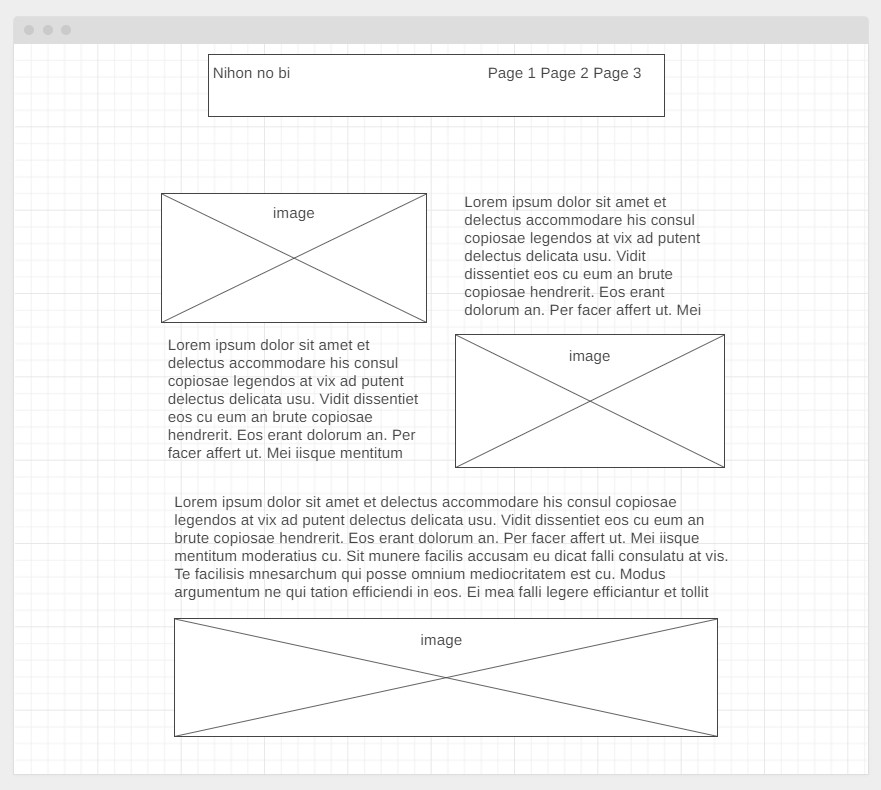 Nihon no bi
Page 1 Page 2 Page 3
image
Lorem ipsum dolor sit amet et
delectus accommodare his consul
copiosae legendos at vix ad putent
delectus delicata usu. Vidit dissentiet
eos cu eum an brute copiosae
hendrerit. Eos erant dolorum an. Per
facer affert ut. Mei iisque mentitum
Lorem ipsum dolor sit amet et
delectus accommodare his consul
copiosae legendos at vix ad putent
delectus delicata usu. Vidit
dissentiet eos cu eum an brute
copiosae hendrerit. Eos erant
dolorum an. Per facer affert ut. Mei
image
Lorem ipsum dolor sit amet et delectus accommodare his consul copiosae
legendos at vix ad putent delectus delicata usu. Vidit dissentiet eos cu eum an
brute copiosae hendrerit. Eos erant dolorum an. Per facer affert ut. Mei iisque
mentitum moderatius cu. Sit munere facilis accusam eu dicat falli consulatu at vis.
Te facilisis mnesarchum qui posse omnium mediocritatem est cu. Modus
argumentum ne qui tation efficiendi in eos. Ei mea falli legere efficiantur et tollit
image